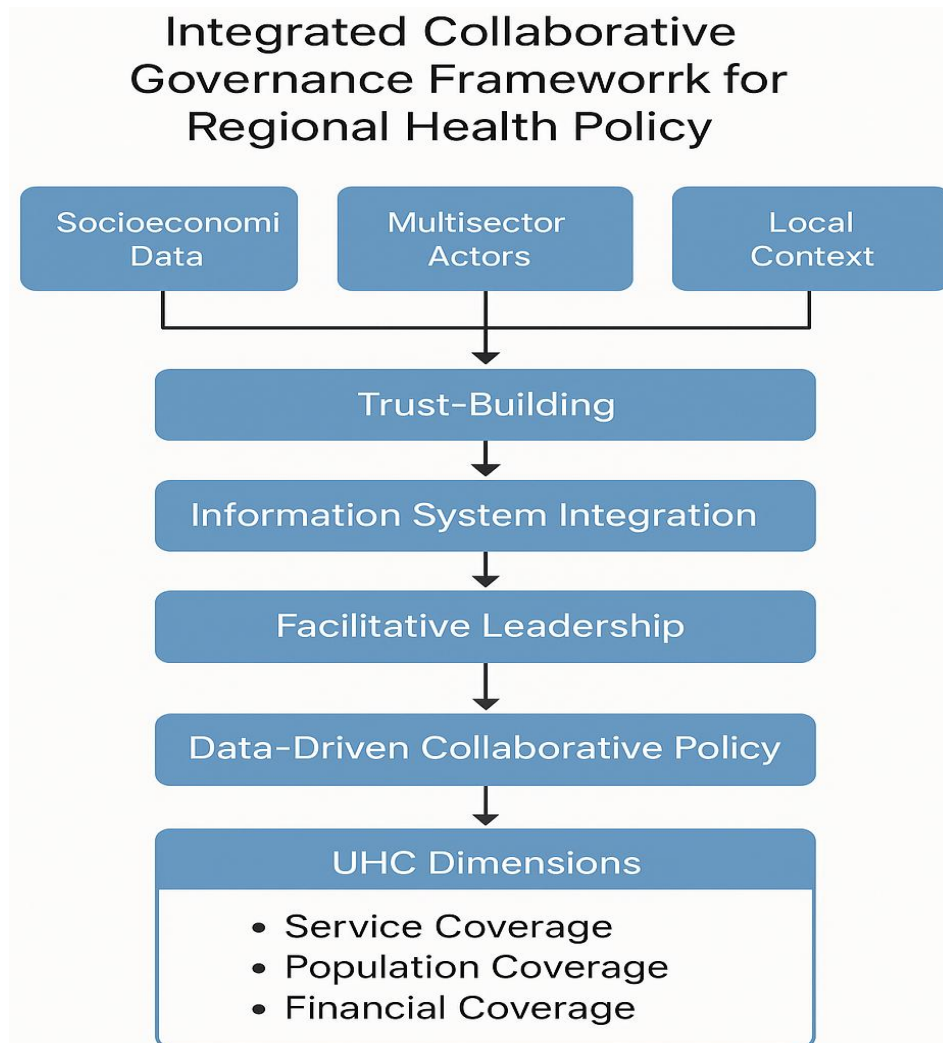 Integrated Collaborative
Governance Frameworrk for
Regional Health Policy
Socioeconomi
Data
Multisector
Actors
Local
Context
Trust-Building
Information System Integration
Facilitative Leadership
Data-Driven Collaborative Policy
UHC Dimensions
• Service Coverage
• Population Coverage
• Financial Coverage